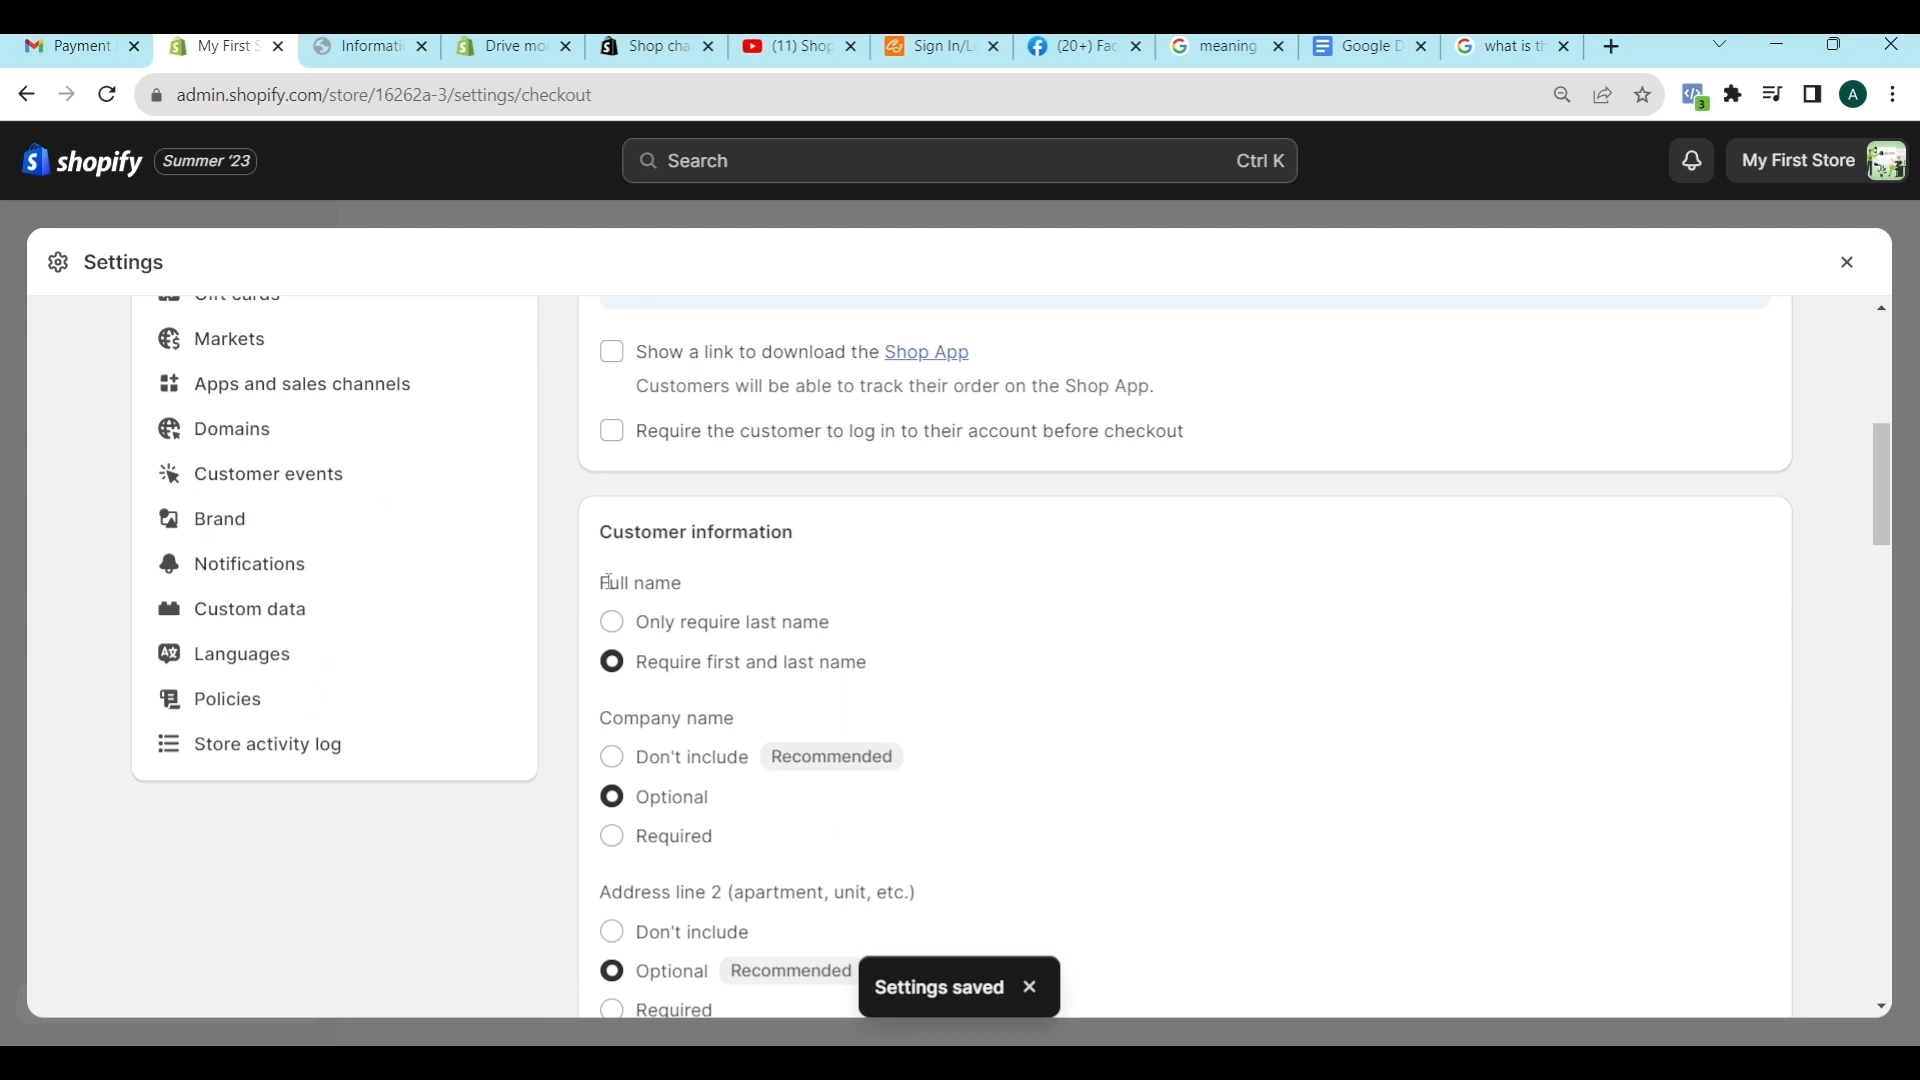 Payment
My First S
Informati
Drive mo
Shop cha
(11) Shop
Sign In/L
(20+) Fac
meaning
Google D
what is th
admin.shopify.com/store/16262a-3/settings/checkout
3
A
shopify
Summer '23
Search
Ctrl K
My First Store
Settings
Gift cards
Markets
Apps and sales channels
Domains
Customer events
Brand
Notifications
Custom data
Languages
Policies
Store activity log
Show a link to download the Shop App
Customers will be able to track their order on the Shop App.
Require the customer to log in to their account before checkout
Customer information
Full name
Only require last name
Require first and last name
Company name
Don't include Recommended
Optional
Required
Address line 2 (apartment, unit, etc.)
Don't include
Optional Recommended
Required
Settings saved